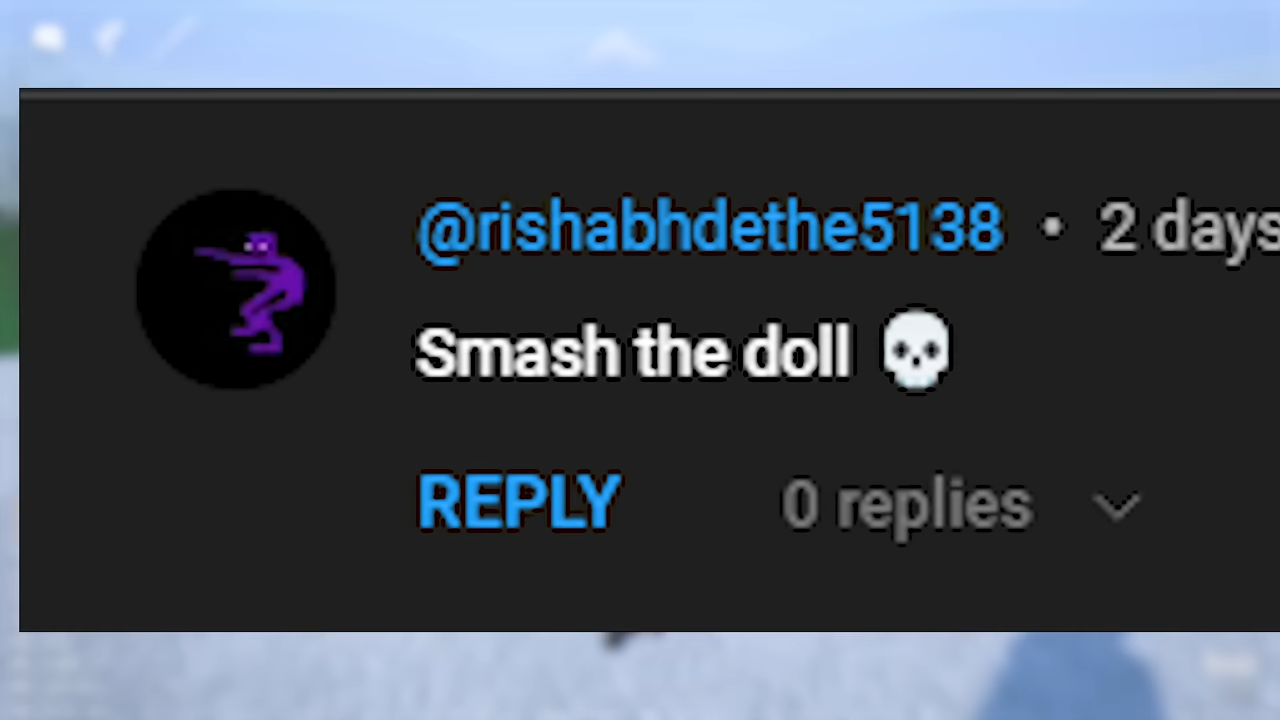 @rishabhdethe5138 • 2 days
Smash the doll 💀
REPLY 0 replies